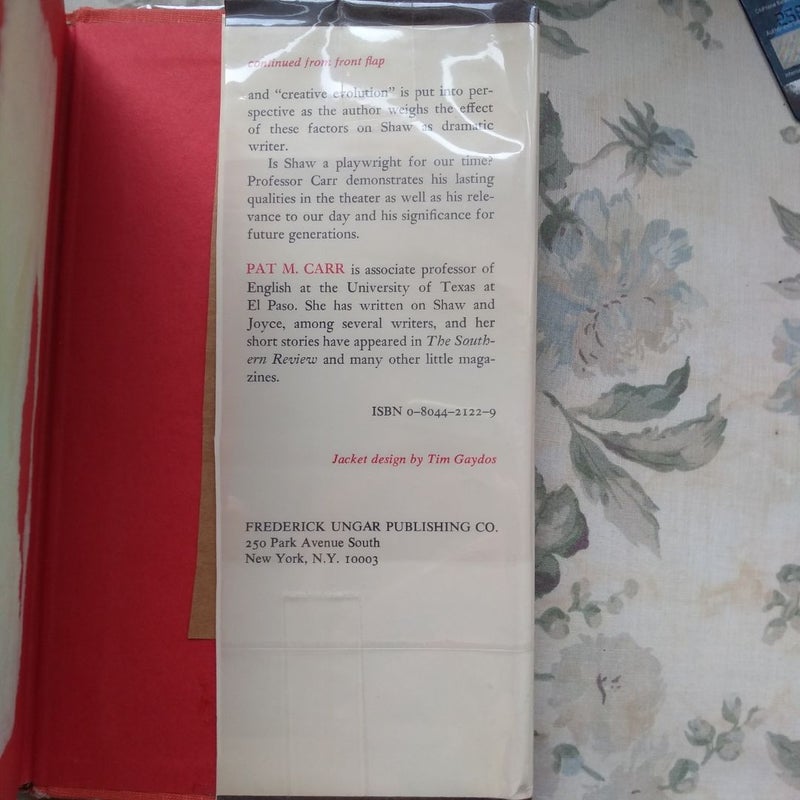 continued from front flap
and “creative evolution” is put into per-
spective as the author weighs the effect
of these factors on Shaw as dramatic
writer.
Is Shaw a playwright for our time?
Professor Carr demonstrates his lasting
qualities in the theater as well as his rele-
vance to our day and his significance for
future generations.
PAT M. CARR is associate professor of
English at the University of Texas at
El Paso. She has written on Shaw and
Joyce, among several writers, and her
short stories have appeared in The South-
ern Review and many other little maga-
zines.
ISBN 0–8044–2122–9
Jacket design by Tim Gaydos
FREDERICK UNGAR PUBLISHING CO.
250 Park Avenue South
New York, N.Y. 10003